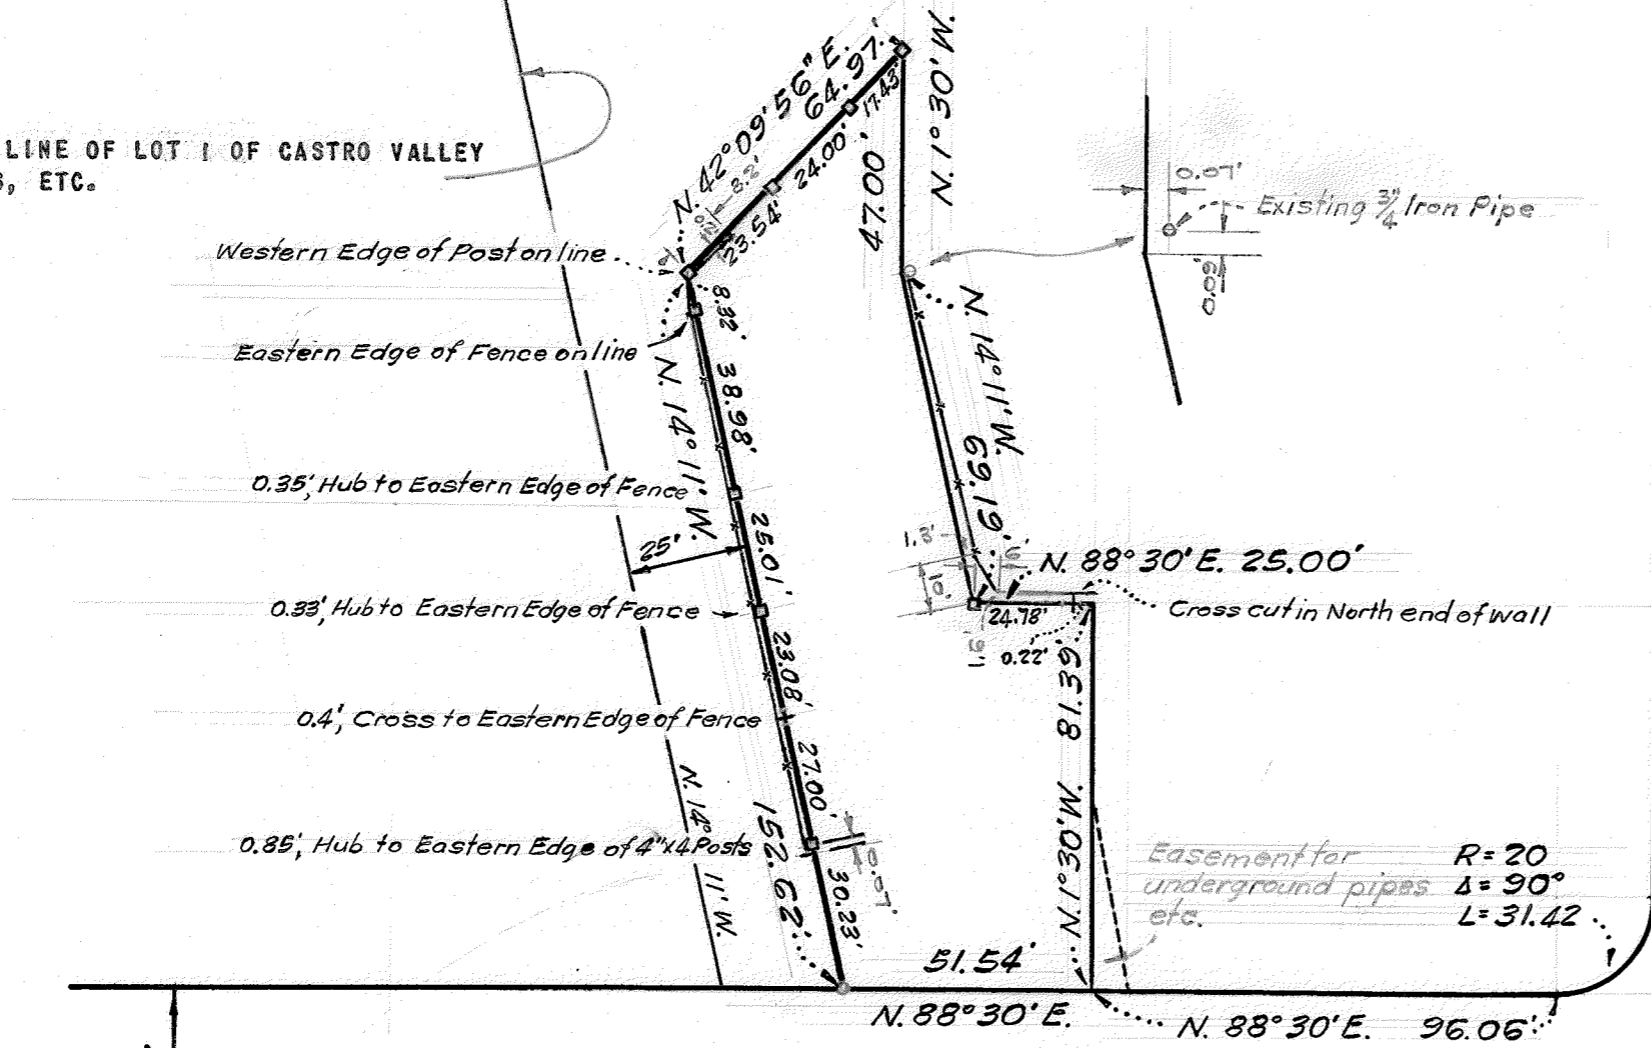 N. 42°09'56" E.
64.97'
17.43'
24.00'
8.2'
23.54'
N. 1°30' W.
47.00'
LINE OF LOT 1 OF CASTRO VALLEY
S, ETC.
0.07'
Existing 3/4" Iron Pipe
0.09'
Western Edge of Post on line
8.32'
Eastern Edge of Fence on line
N. 14° 11' W.
38.98'
N. 14° 11' W.
69.19'
0.35', Hub to Eastern Edge of Fence
25'
25.01'
1.3'
10.'
N. 88°30' E. 25.00'
0.33', Hub to Eastern Edge of Fence
24.78'
Cross cut in North end of wall
0.22'
23.08'
81.39'
0.4', Cross to Eastern Edge of Fence
27.00'
N. 14° 11' W.
152.62'
N. 1°30' W.
0.85', Hub to Eastern Edge of 4"x4" Posts
0.07'
30.23'
Easement for
underground pipes
etc.
R= 20
Δ= 90°
L= 31.42
51.54'
N. 88°30' E.
N. 88°30' E. 96.06'